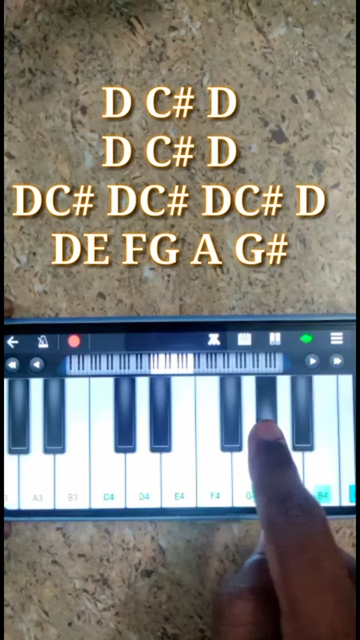 D C# D
D C# D
DC# DC# DC# D
DE FG A G#
A3 B3 C4 D4 E4 F4 B4